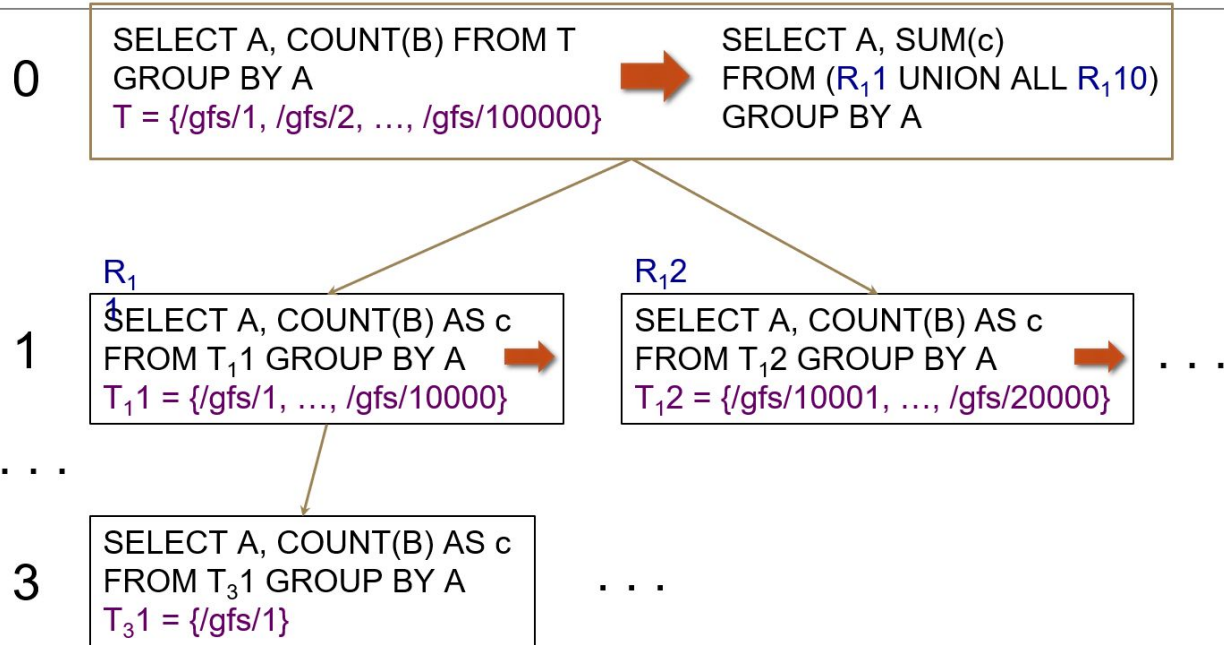 0
SELECT A, COUNT(B) FROM T
GROUP BY A
T = {/gfs/1, /gfs/2, …, /gfs/100000}
SELECT A, SUM(c)
FROM (R₁1 UNION ALL R₁10)
GROUP BY A
1
R₁
1
SELECT A, COUNT(B) AS c
FROM T₁1 GROUP BY A
T₁1 = {/gfs/1, …, /gfs/10000}
R₁2
SELECT A, COUNT(B) AS c
FROM T₁2 GROUP BY A
T₁2 = {/gfs/10001, …, /gfs/20000}
. . .
. . .
3
SELECT A, COUNT(B) AS c
FROM T₃1 GROUP BY A
T₃1 = {/gfs/1}
. . .